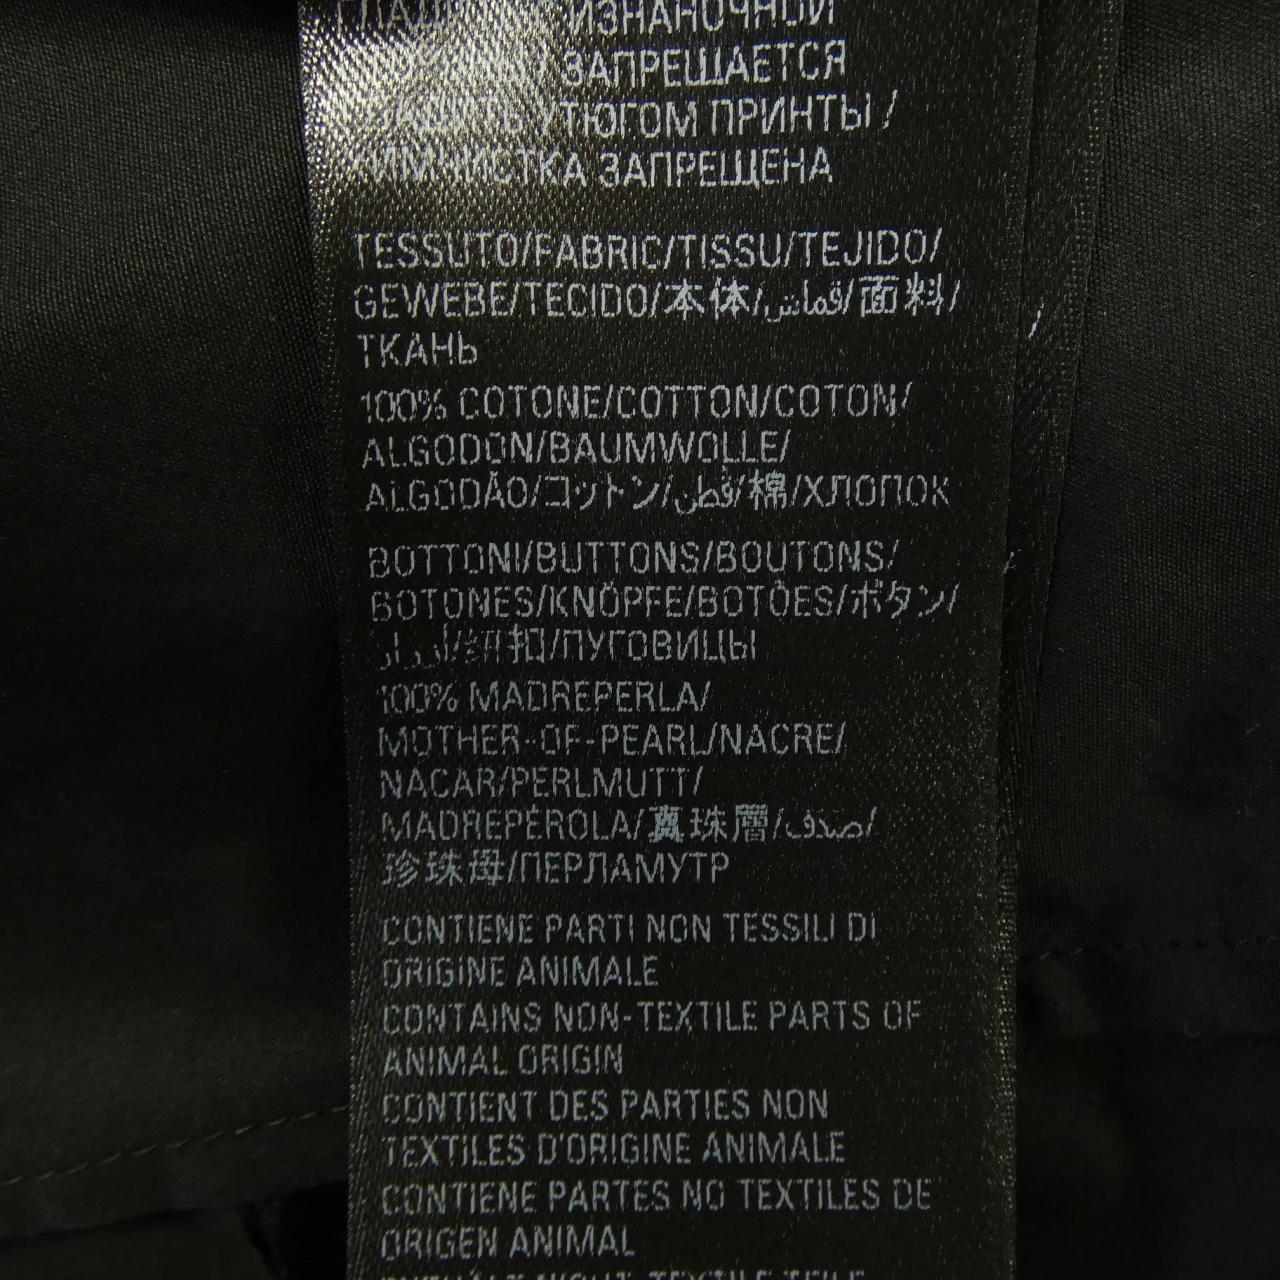 ИЗНАНОЧНЫЙ
ЗАПРЕЩАЕТСЯ
УТЮГОМ ПРИНТЫ /
ХИМЧИСТКА ЗАПРЕЩЕНА
TESSUTO/FABRIC/TISSU/TEJIDO/
GEWEBE/TECIDO/本体/قماش/面料/
ТКАНЬ
100% COTONE/COTTON/COTON/
ALGODON/BAUMWOLLE/
ALGODÃO/コットン/قطن/棉/ХЛОПОК
BOTTONI/BUTTONS/BOUTONS/
BOTONES/KNÖPFE/BOTÕES/ボタン/
أزرار/纽扣/ПУГОВИЦЫ
100% MADREPERLA/
MOTHER-OF-PEARL/NACRE/
NACAR/PERLMUTT/
MADREPÉROLA/真珠層/صدف/
珍珠母/ПЕРЛАМУТР
CONTIENE PARTI NON TESSILI DI
ORIGINE ANIMALE
CONTAINS NON-TEXTILE PARTS OF
ANIMAL ORIGIN
CONTIENT DES PARTIES NON
TEXTILES D'ORIGINE ANIMALE
CONTIENE PARTES NO TEXTILES DE
ORIGEN ANIMAL